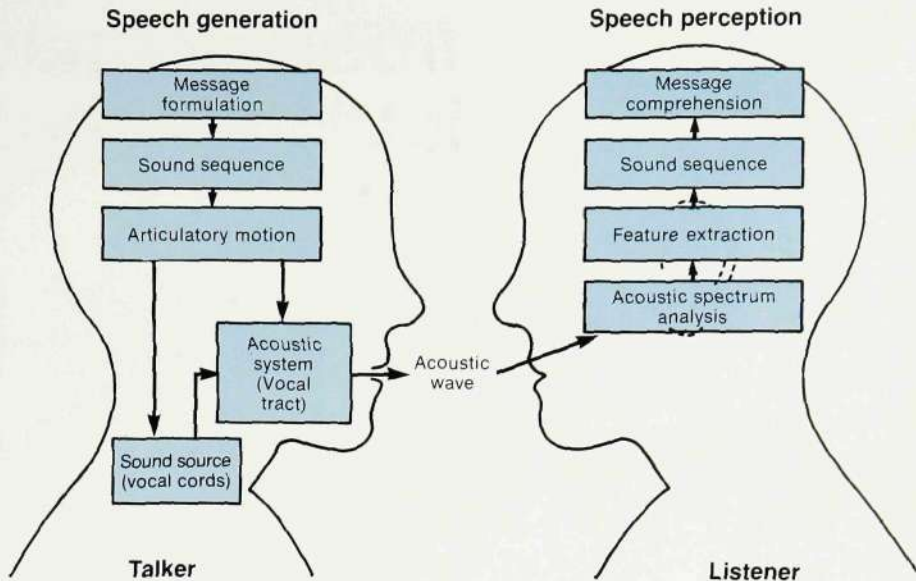 Speech generation
Message
formulation
Sound sequence
Articulatory motion
Acoustic
system
(Vocal
tract)
Sound source
(vocal cords)
Talker
Acoustic
wave
Speech perception
Message
comprehension
Sound sequence
Feature extraction
Acoustic spectrum
analysis
Listener